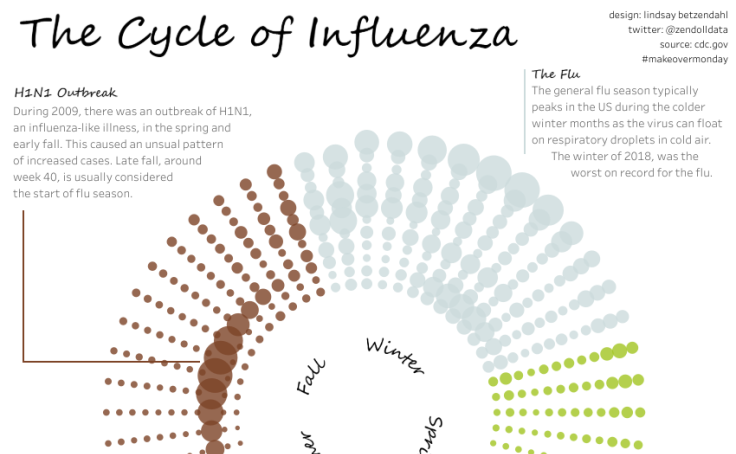 The Cycle of Influenza
design: lindsay betzendahl
twitter: @zendolldata
source: cdc.gov
#makeovermonday
H1N1 Outbreak
During 2009, there was an outbreak of H1N1,
an influenza-like illness, in the spring and
early fall. This caused an unsual pattern
of increased cases. Late fall, around
week 40, is usually considered
the start of flu season.
The Flu
The general flu season typically
peaks in the US during the colder
winter months as the virus can float
on respiratory droplets in cold air.
The winter of 2018, was the
worst on record for the flu.
Winter
Fall